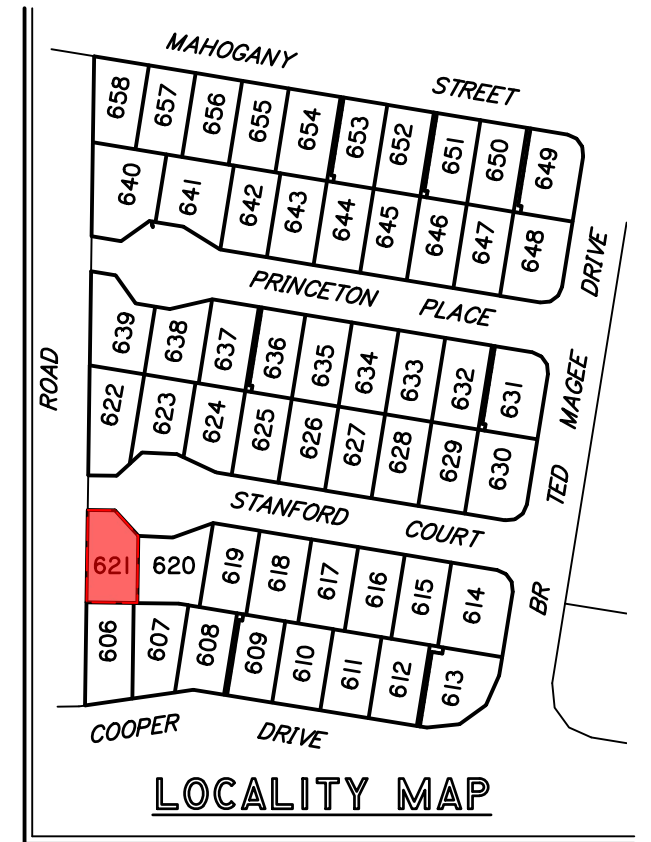 MAHOGANY STREET
658 657 656 655 654 653 652 651 650 649
640 641 642 643 644 645 646 647 648
PRINCETON PLACE
DRIVE
639 638 637 636 635 634 633 632 631
ROAD
MAGEE
622 623 624 625 626 627 628 629 630
TED
STANFORD COURT
621 620 619 618 617 616 615 614
BR
606 607 608 609 610 611 612 613
COOPER DRIVE
LOCALITY MAP